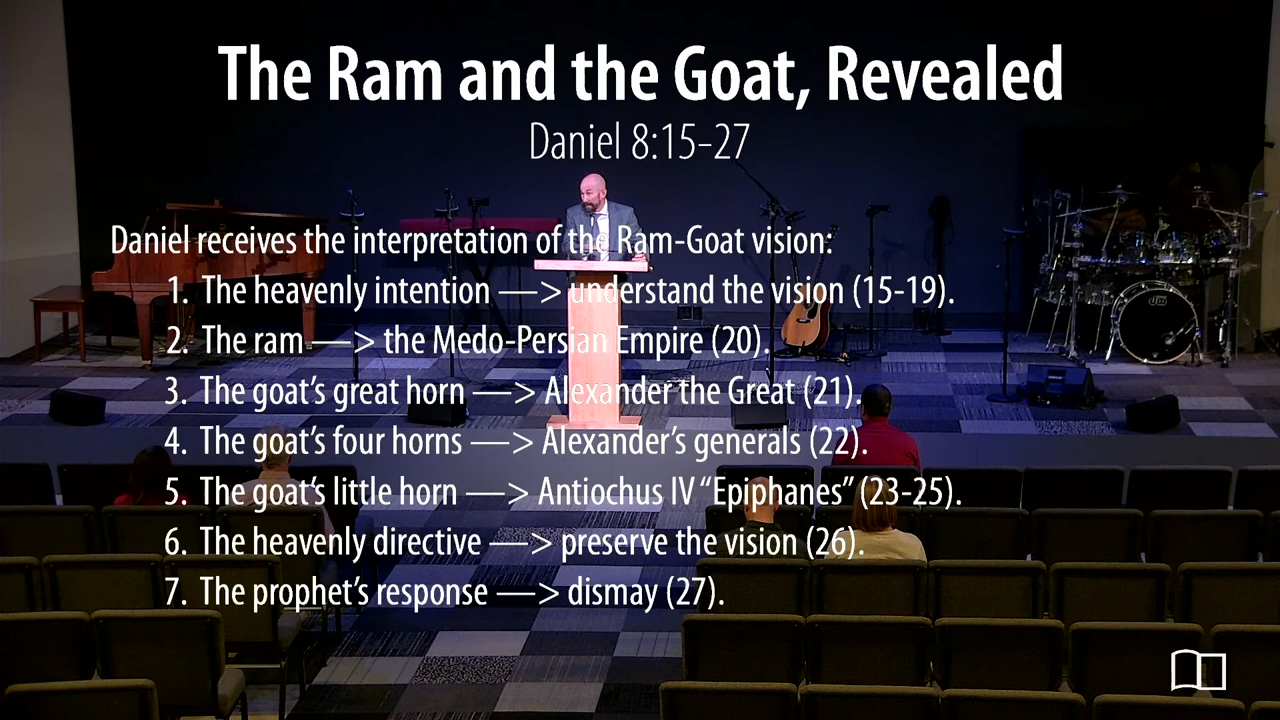 The Ram and the Goat, Revealed
Daniel 8:15-27
Daniel receives the interpretation of the Ram-Goat vision:
1. The heavenly intention —> understand the vision (15-19).
2. The ram —> the Medo-Persian Empire (20).
3. The goat’s great horn —> Alexander the Great (21).
4. The goat’s four horns —> Alexander’s generals (22).
5. The goat’s little horn —> Antiochus IV “Epiphanes” (23-25).
6. The heavenly directive —> preserve the vision (26).
7. The prophet’s response —> dismay (27).